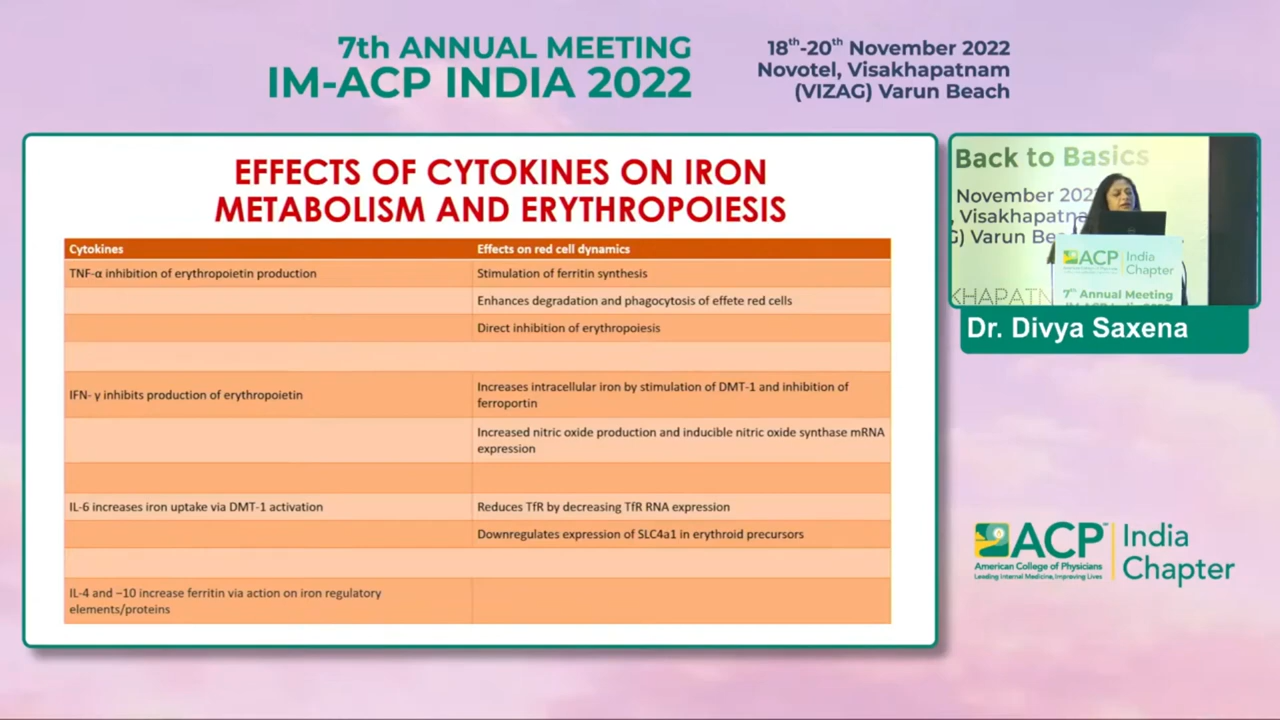 7th ANNUAL MEETING
IM-ACP INDIA 2022
18th-20th November 2022
Novotel, Visakhapatnam
(VIZAG) Varun Beach
EFFECTS OF CYTOKINES ON IRON
METABOLISM AND ERYTHROPOIESIS
Cytokines
Effects on red cell dynamics
TNF-α inhibition of erythropoietin production
Stimulation of ferritin synthesis
Enhances degradation and phagocytosis of effete red cells
Direct inhibition of erythropoiesis
IFN- γ inhibits production of erythropoietin
Increases intracellular iron by stimulation of DMT-1 and inhibition of
ferroportin
Increased nitric oxide production and inducible nitric oxide synthase mRNA
expression
IL-6 increases iron uptake via DMT-1 activation
Reduces TfR by decreasing TfR RNA expression
Downregulates expression of SLC4a1 in erythroid precursors
IL-4 and –10 increase ferritin via action on iron regulatory
elements/proteins
Back to Basics
November 202
, Visakhapatna
G) Varun Be
KHAPATN
ACP India
Chapter
7th Annual Meeting
Dr. Divya Saxena
ACP India
American College of Physicians
Leading Internal Medicine, Improving Lives
Chapter